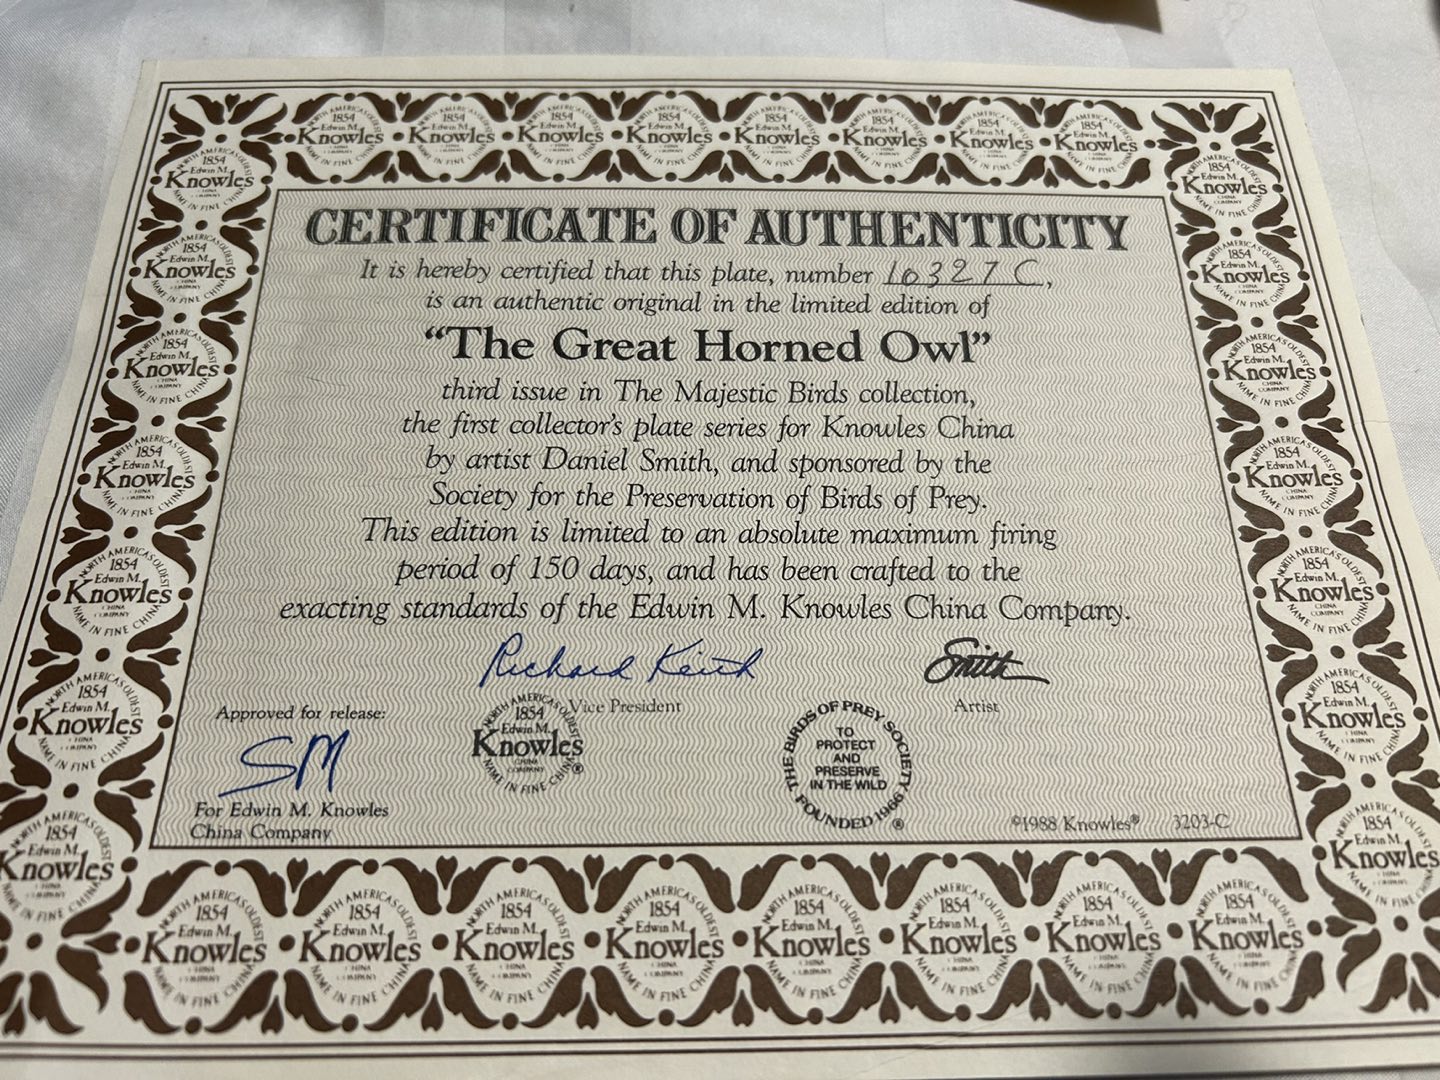 CERTIFICATE OF AUTHENTICITY
It is hereby certified that this plate, number 10327C,
is an authentic original in the limited edition of
“The Great Horned Owl”
third issue in The Majestic Birds collection,
the first collector's plate series for Knowles China
by artist Daniel Smith, and sponsored by the
Society for the Preservation of Birds of Prey.
This edition is limited to an absolute maximum firing
period of 150 days, and has been crafted to the
exacting standards of the Edwin M. Knowles China Company.
Richard Keith
Vice President
Smith
Artist
Approved for release:
SM
For Edwin M. Knowles
China Company
NORTH AMERICA'S OLDEST
1854
Edwin M.
Knowles
CHINA
COMPANY
NAME IN FINE CHINA®
THE BIRDS OF PREY SOCIETY
TO
PROTECT
AND
PRESERVE
IN THE WILD
FOUNDED 1966 ®
©1988 Knowles® 3203-C